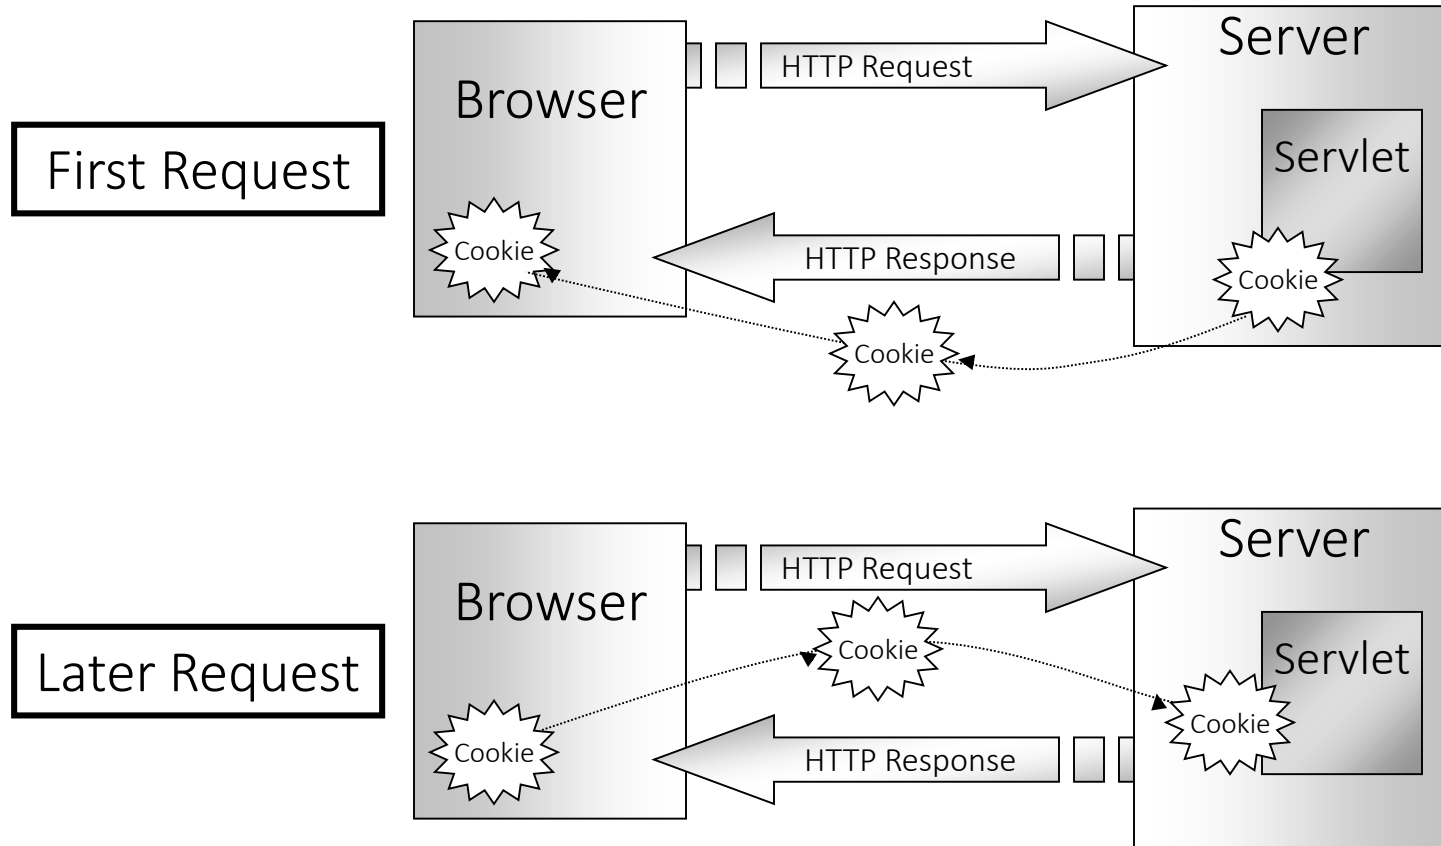 First Request
Browser
HTTP Request
Server
Servlet
Cookie
HTTP Response
Cookie
Cookie
Later Request
Browser
HTTP Request
Server
Cookie
Servlet
Cookie
HTTP Response
Cookie